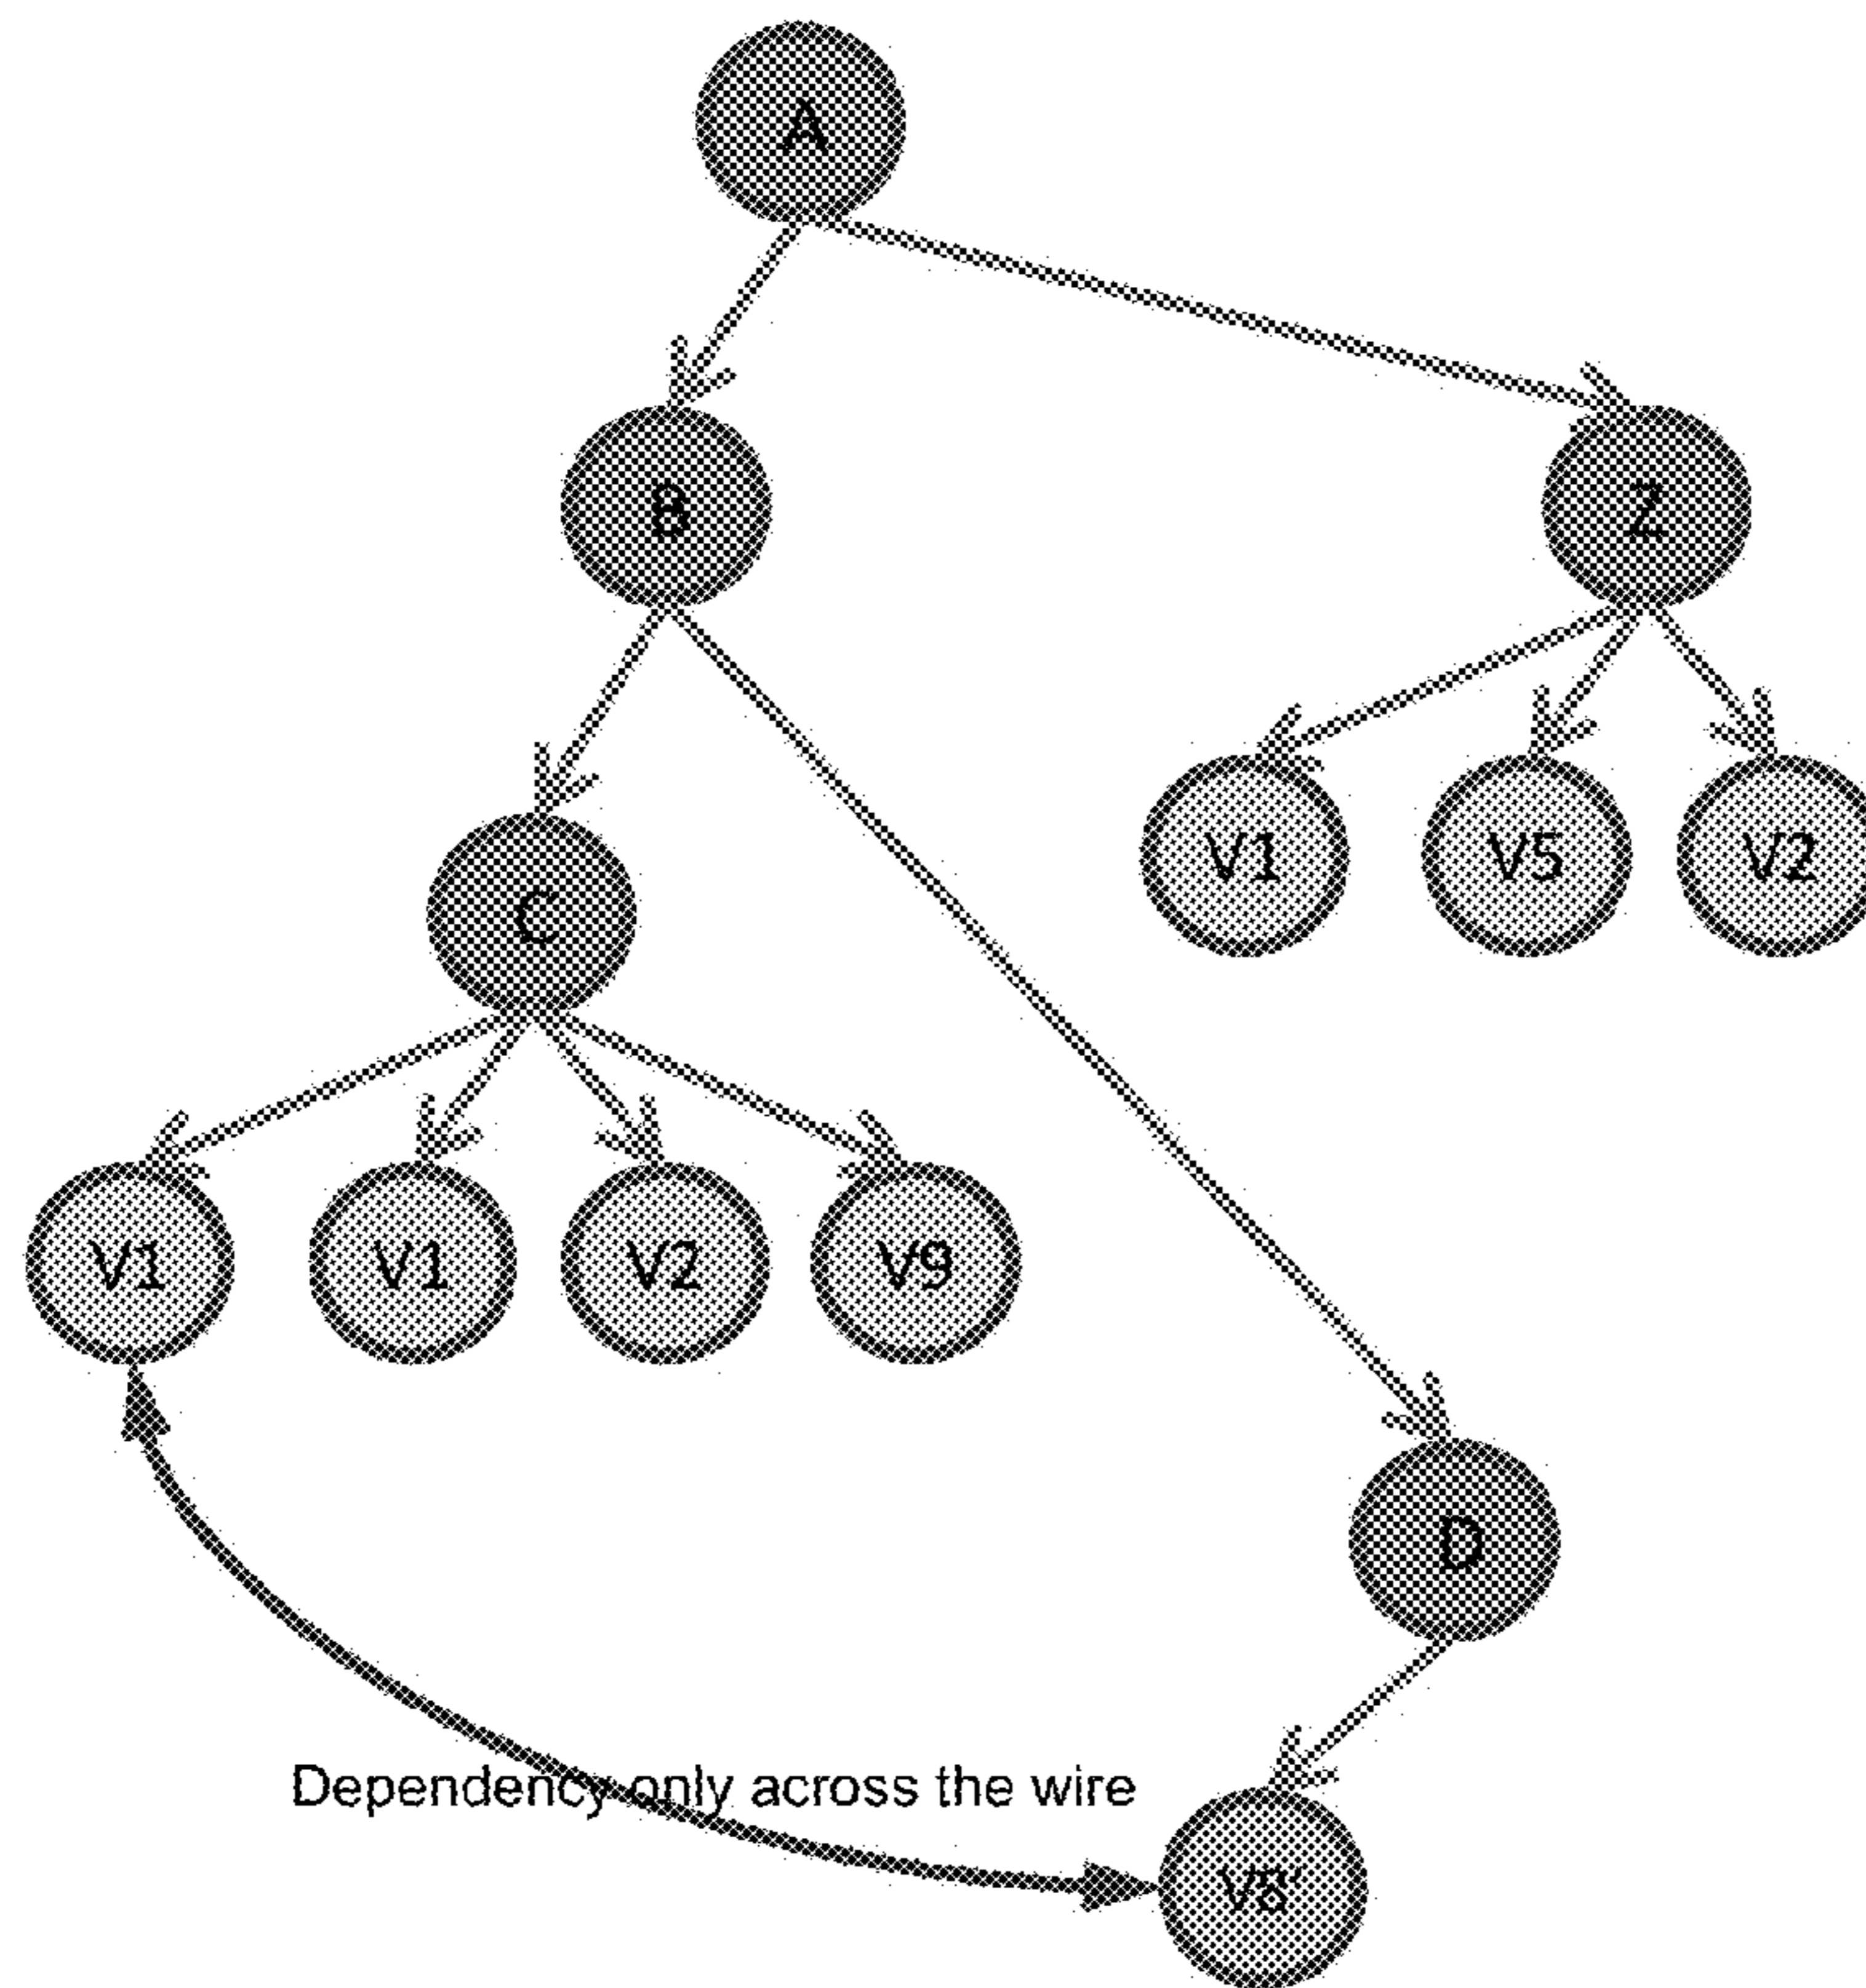 A
B
Z
V1
V5
V2
C
V1
V1
V2
V9
D
Dependency only across the wire
V8'